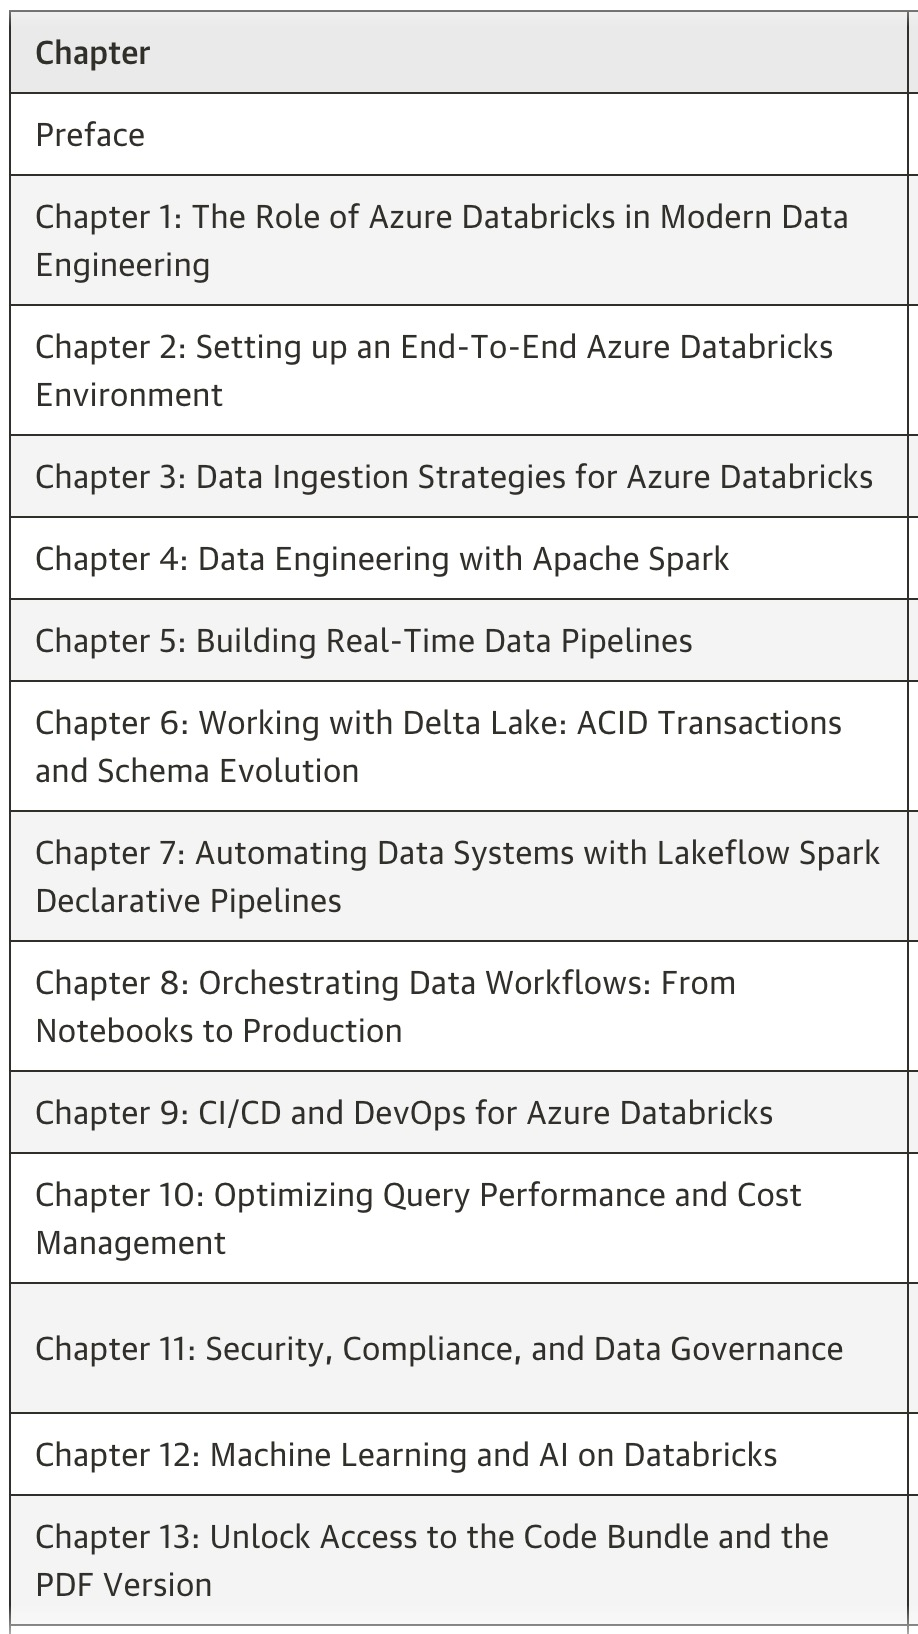 Chapter
Preface
Chapter 1: The Role of Azure Databricks in Modern Data
Engineering
Chapter 2: Setting up an End-To-End Azure Databricks
Environment
Chapter 3: Data Ingestion Strategies for Azure Databricks
Chapter 4: Data Engineering with Apache Spark
Chapter 5: Building Real-Time Data Pipelines
Chapter 6: Working with Delta Lake: ACID Transactions
and Schema Evolution
Chapter 7: Automating Data Systems with Lakeflow Spark
Declarative Pipelines
Chapter 8: Orchestrating Data Workflows: From
Notebooks to Production
Chapter 9: CI/CD and DevOps for Azure Databricks
Chapter 10: Optimizing Query Performance and Cost
Management
Chapter 11: Security, Compliance, and Data Governance
Chapter 12: Machine Learning and AI on Databricks
Chapter 13: Unlock Access to the Code Bundle and the
PDF Version